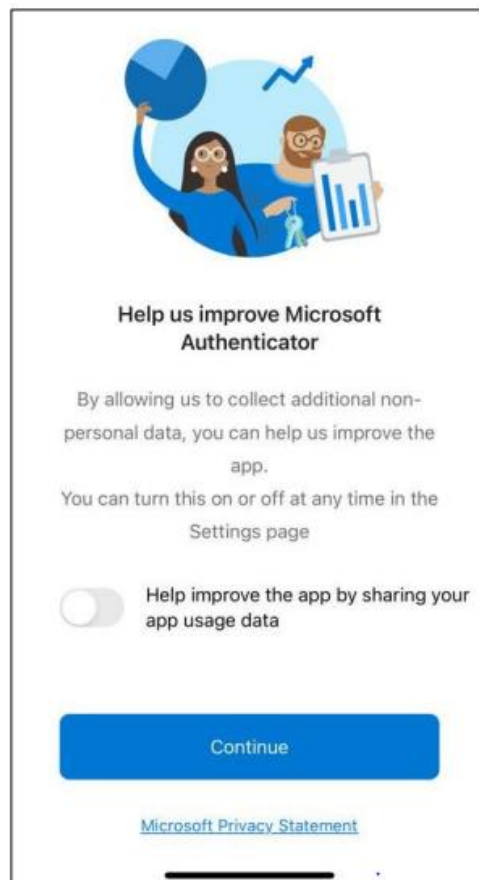 Help us improve Microsoft
Authenticator
By allowing us to collect additional non-
personal data, you can help us improve the
app.
You can turn this on or off at any time in the
Settings page
Help improve the app by sharing your
app usage data
Continue
Microsoft Privacy Statement